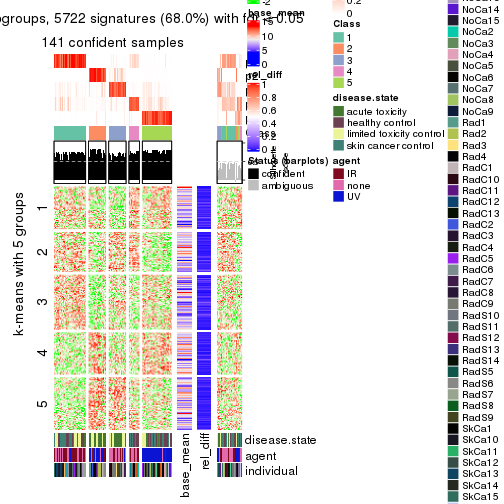 ogroups, 5722 signatures (68.0%) with
141 confident samples
k-means with 5 groups
1
2
3
4
5
base_mean
rel_diff
disease.state
agent
individual
-2
base_mean
15
10
5
0
rel_diff
1
0.8
0.6
0.4
0.2
0
Status (barplots)
confident
ambiguous
0.2
0
Class
1
2
3
4
5
disease.state
acute toxicity
healthy control
limited toxicity control
skin cancer control
agent
IR
none
UV
NoCa14
NoCa15
NoCa2
NoCa3
NoCa4
NoCa5
NoCa6
NoCa7
NoCa8
NoCa9
Rad1
Rad2
Rad3
Rad4
RadC1
RadC10
RadC11
RadC12
RadC13
RadC2
RadC3
RadC4
RadC5
RadC6
RadC7
RadC8
RadC9
RadS10
RadS11
RadS12
RadS13
RadS14
RadS5
RadS6
RadS7
RadS8
RadS9
SkCa1
SkCa10
SkCa11
SkCa12
SkCa13
SkCa14
SkCa15